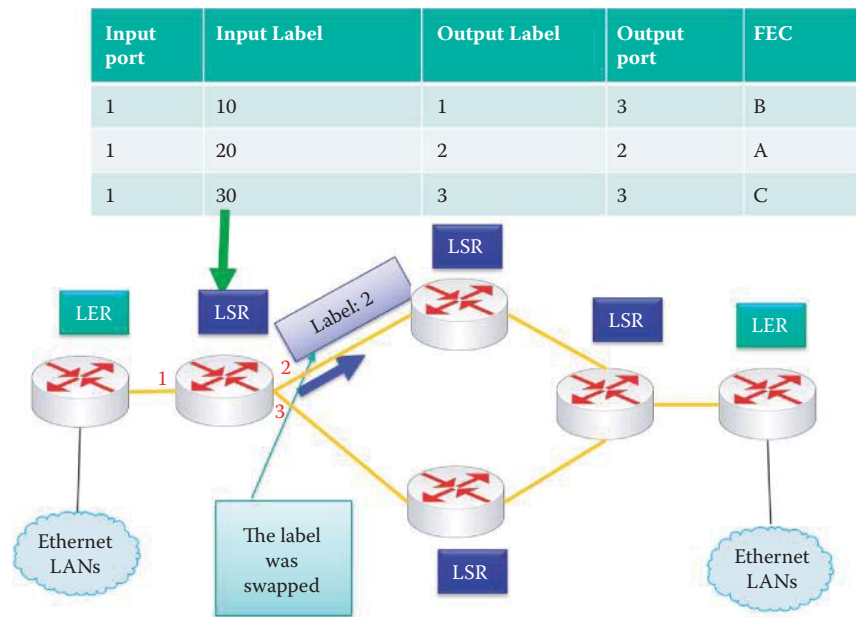 Input port
Input Label
Output Label
Output port
FEC
1 10 1 3 B
1 20 2 2 A
1 30 3 3 C
LSR
LER
LSR
Label: 2
LSR
LER
1
2
3
The label
was
swapped
Ethernet
LANs
LSR
Ethernet
LANs